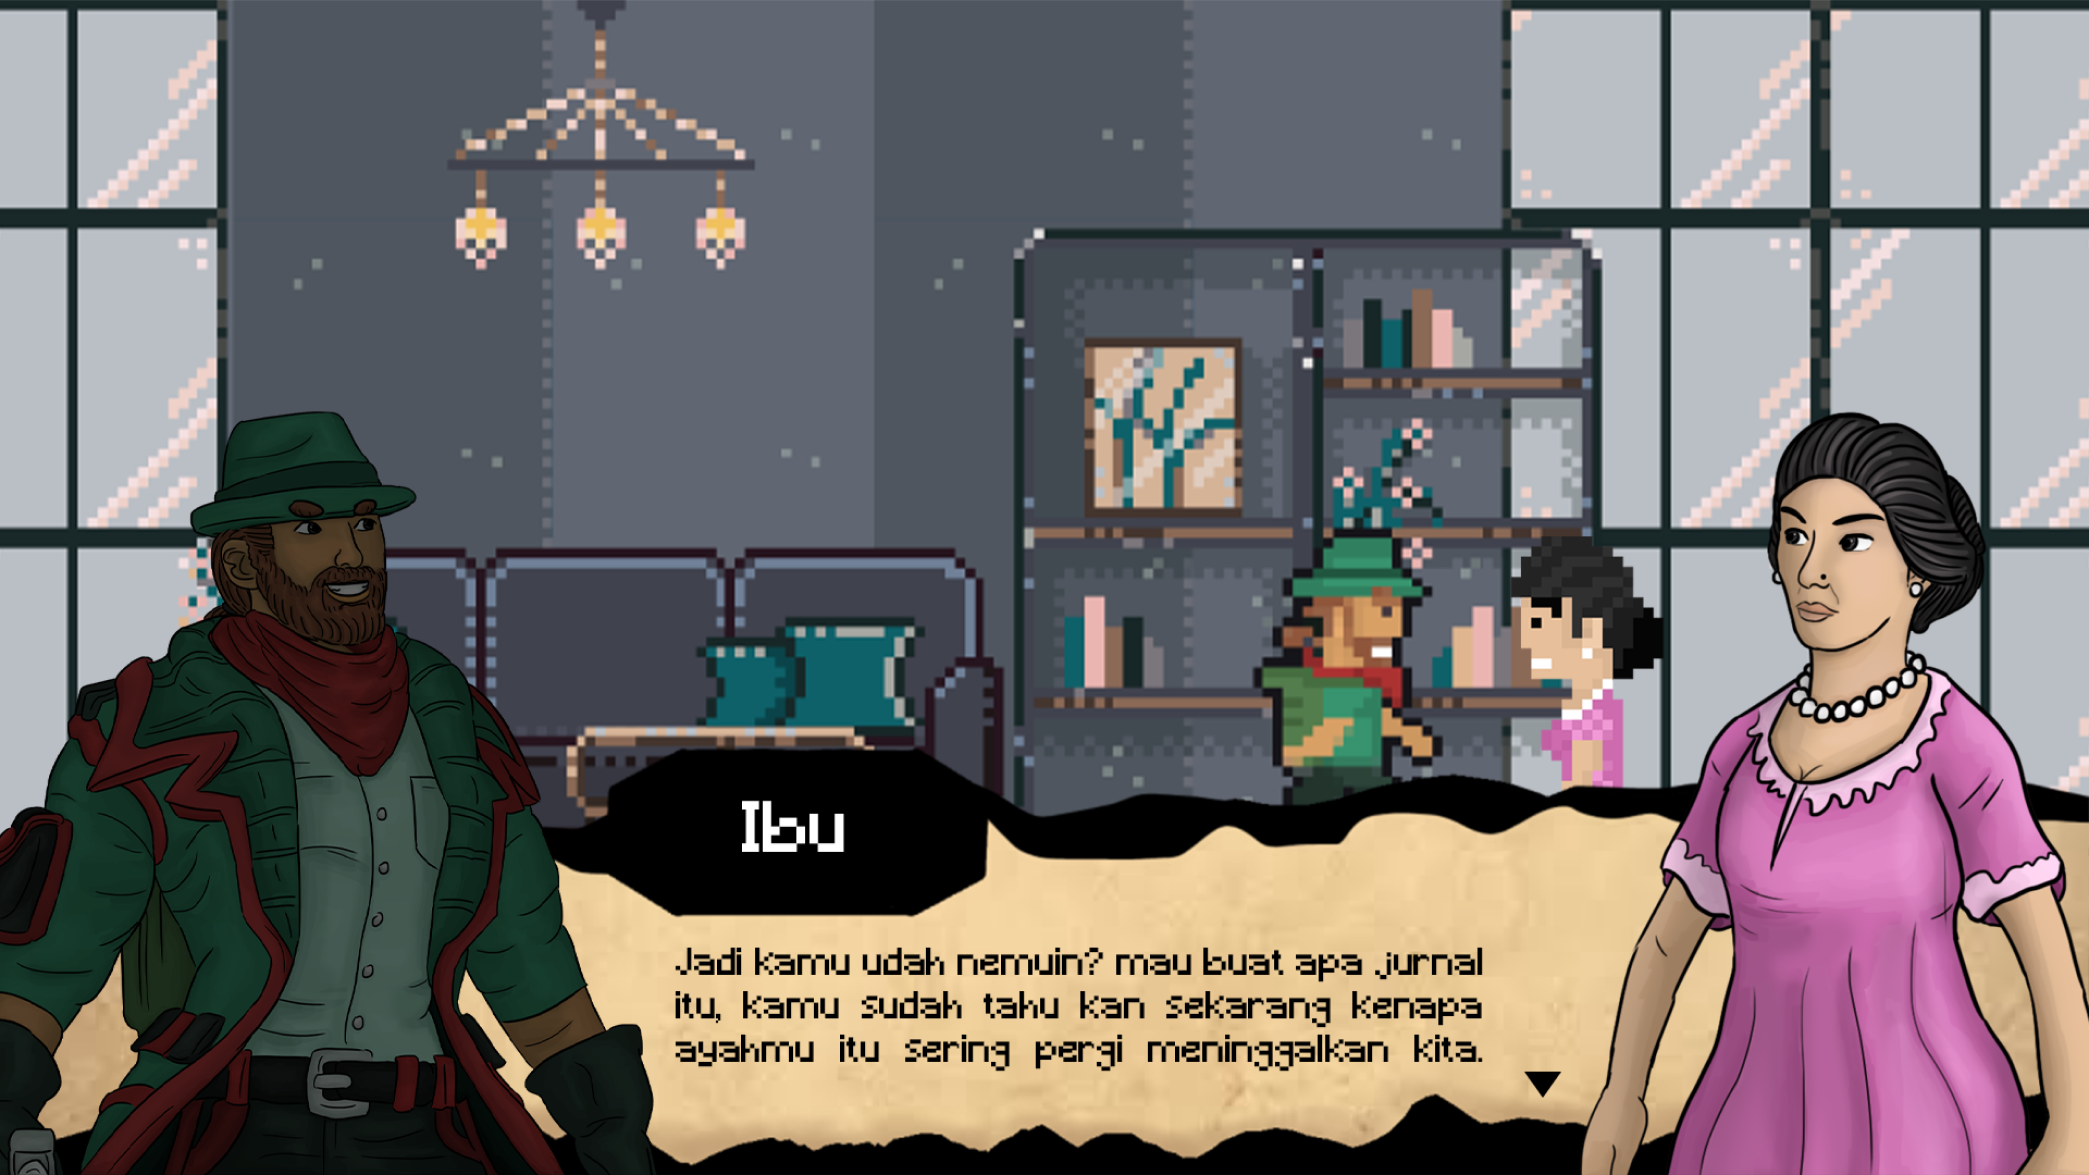 Ibu
Jadi kamu udah nemuin? mau buat apa jurnal
itu, kamu sudah tahu kan sekarang kenapa
ayahmu itu sering pergi meninggalkan kita.